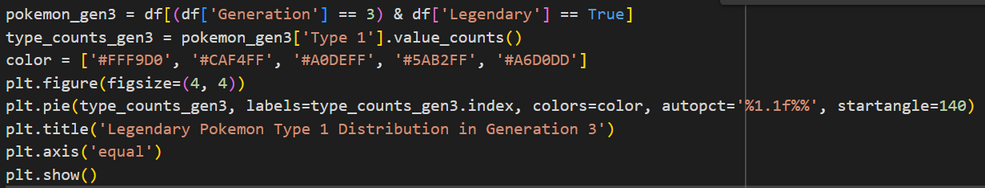 pokemon_gen3 = df[(df['Generation'] == 3) & df['Legendary'] == True]
type_counts_gen3 = pokemon_gen3['Type 1'].value_counts()
color = ['#FFF9D0', '#CAF4FF', '#A0DEFF', '#5AB2FF', '#A6D0DD']
plt.figure(figsize=(4, 4))
plt.pie(type_counts_gen3, labels=type_counts_gen3.index, colors=color, autopct='%1.1f%%', startangle=140)
plt.title('Legendary Pokemon Type 1 Distribution in Generation 3')
plt.axis('equal')
plt.show()